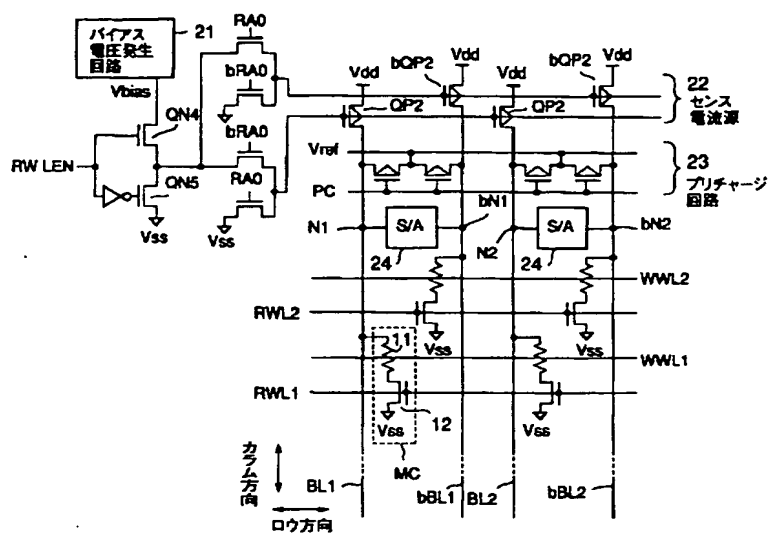 バイアス
電圧発生
回路
21
Vbias
QN4
RW LEN
QN5
Vss
RA0
bRA0
bRA0
RA0
Vss
Vdd
bQP2
Vdd
QP2
Vdd
bQP2
Vdd
QP2
22
センス
電流源
Vref
PC
23
プリチャージ
回路
N1
S/A
24
bN1
N2
S/A
24
bN2
WWL2
RWL2
Vss
Vss
11
WWL1
RWL1
12
Vss
Vss
MC
カラム方向
ロウ方向
BL1
bBL1
BL2
bBL2